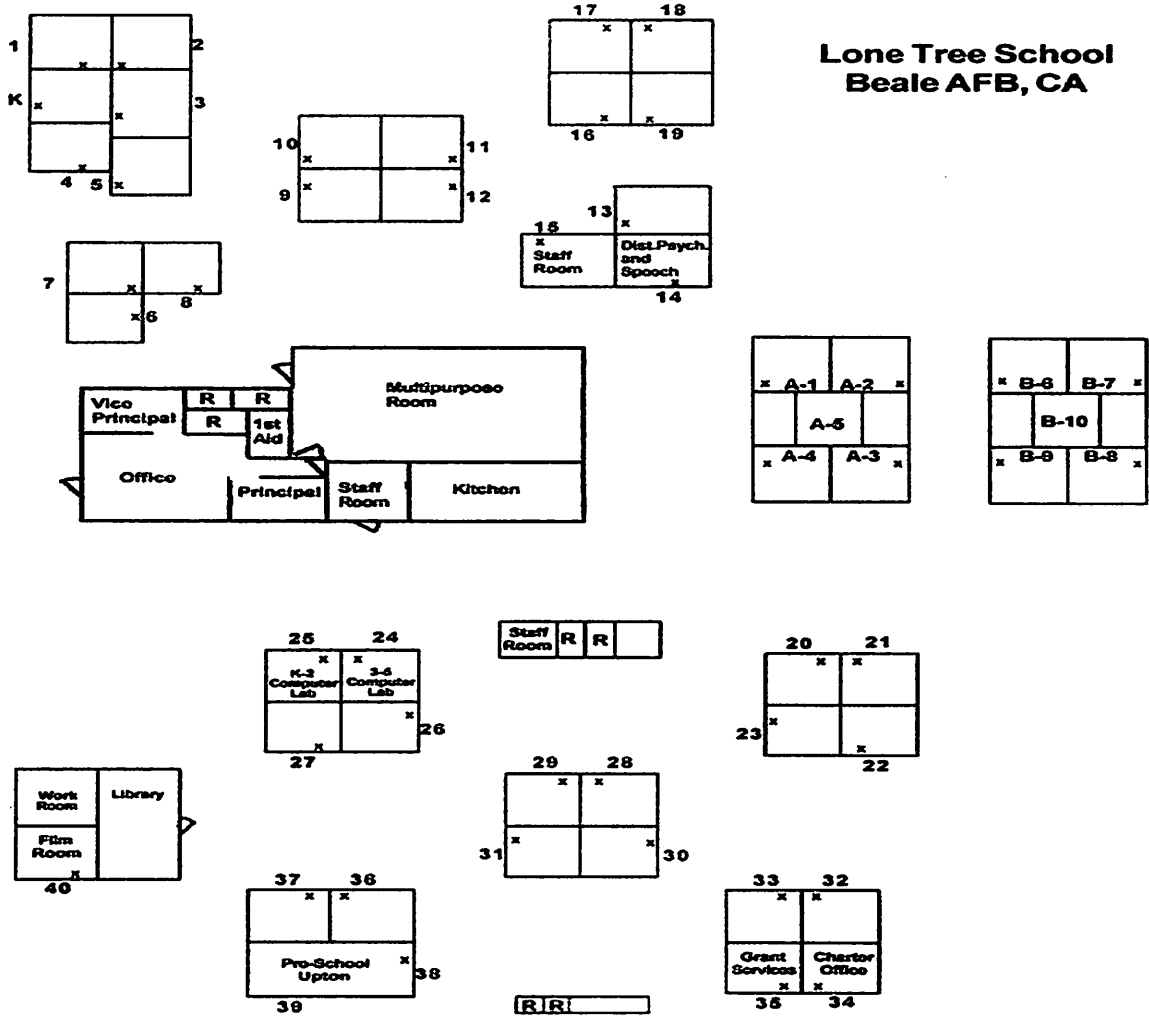 Lone Tree School
Beale AFB, CA
17 18
1 2
K 3
4 5
16 19
10 11
9 12
13
15
Staff
Room
Dist.Psych.
and
Speech
14
7
8
6
Multipurpose
Room
Vice
Principal
R R
R
1st
Aid
Office
Principal
Staff
Room
Kitchen
A-1 A-2
A-5
A-4 A-3
B-6 B-7
B-10
B-9 B-8
25 24
K-2
Computer
Lab
3-5
Computer
Lab
26
27
Staff
Room
R R
20 21
23
22
29 28
31 30
Work
Room
Library
Film
Room
40
37 36
Pre-School
Upton
38
39
R R
33 32
Grant
Services
Charter
Office
35 34